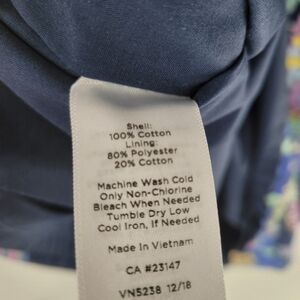 Shell:
100% Cotton
Lining:
80% Polyester
20% Cotton
Machine Wash Cold
Only Non-Chlorine
Bleach When Needed
Tumble Dry Low
Cool Iron, If Needed
Made In Vietnam
CA #23147
VN5238 12/18